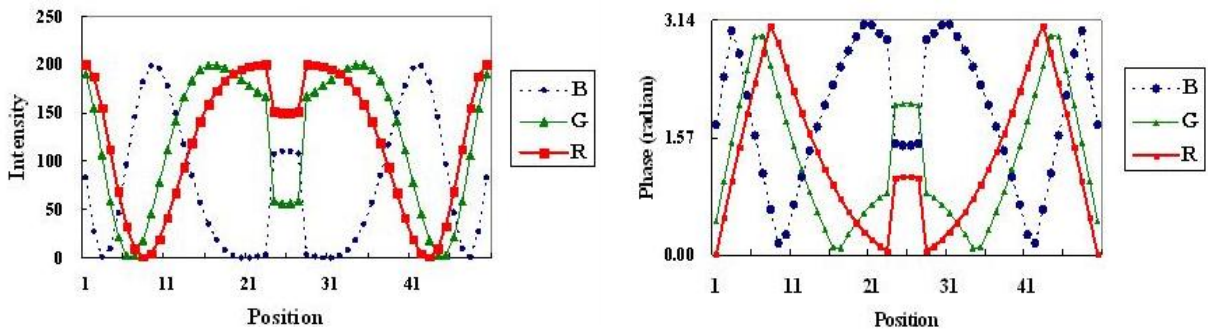 250
200
150
100
50
0
Intensity
1 11 21 31 41
Position
B
G
R
3.14
1.57
0.00
Phase (radian)
1 11 21 31 41
Position
B
G
R